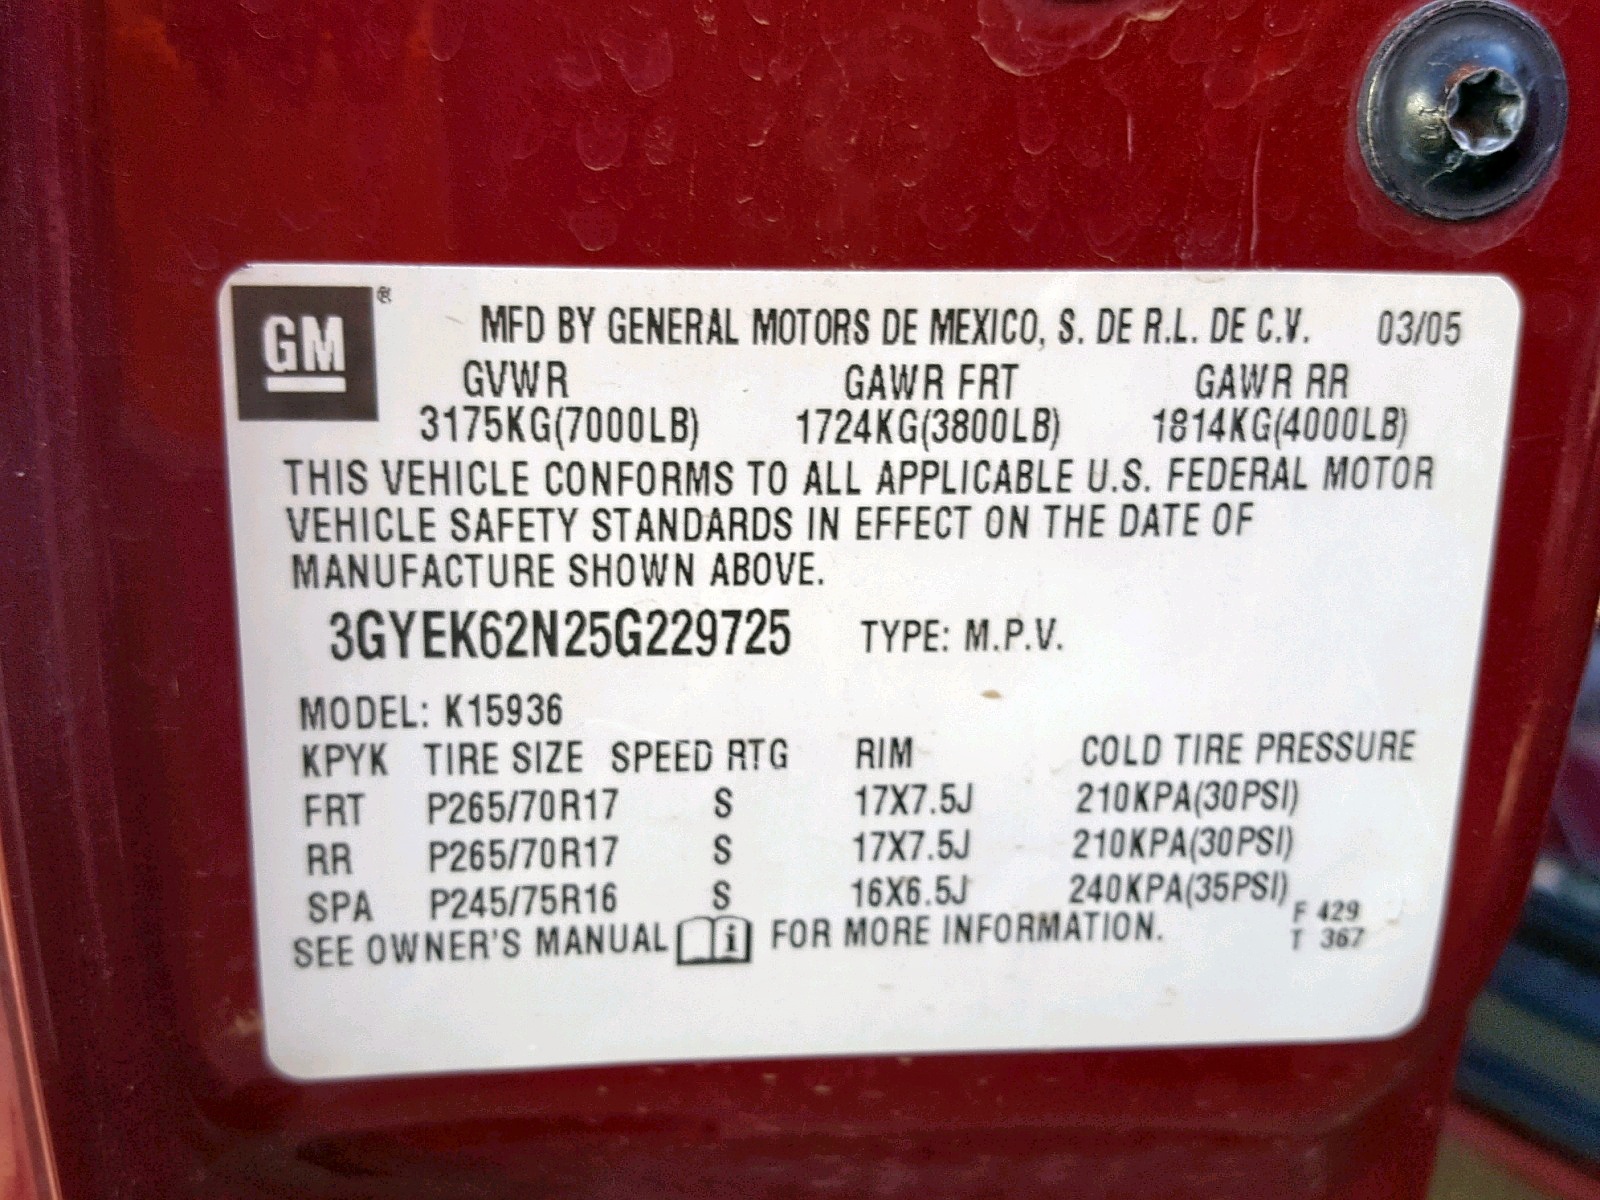 GM®
MFD BY GENERAL MOTORS DE MEXICO, S. DE R.L. DE C.V. 03/05
GVWR GAWR FRT GAWR RR
3175KG(7000LB) 1724KG(3800LB) 1814KG(4000LB)
THIS VEHICLE CONFORMS TO ALL APPLICABLE U.S. FEDERAL MOTOR
VEHICLE SAFETY STANDARDS IN EFFECT ON THE DATE OF
MANUFACTURE SHOWN ABOVE.
3GYEK62N25G229725 TYPE: M.P.V.
MODEL: K15936
KPYK TIRE SIZE SPEED RTG RIM COLD TIRE PRESSURE
FRT P265/70R17 S 17X7.5J 210KPA(30PSI)
RR P265/70R17 S 17X7.5J 210KPA(30PSI)
SPA P245/75R16 S 16X6.5J 240KPA(35PSI)
F 429
T 367
SEE OWNER'S MANUAL i FOR MORE INFORMATION.